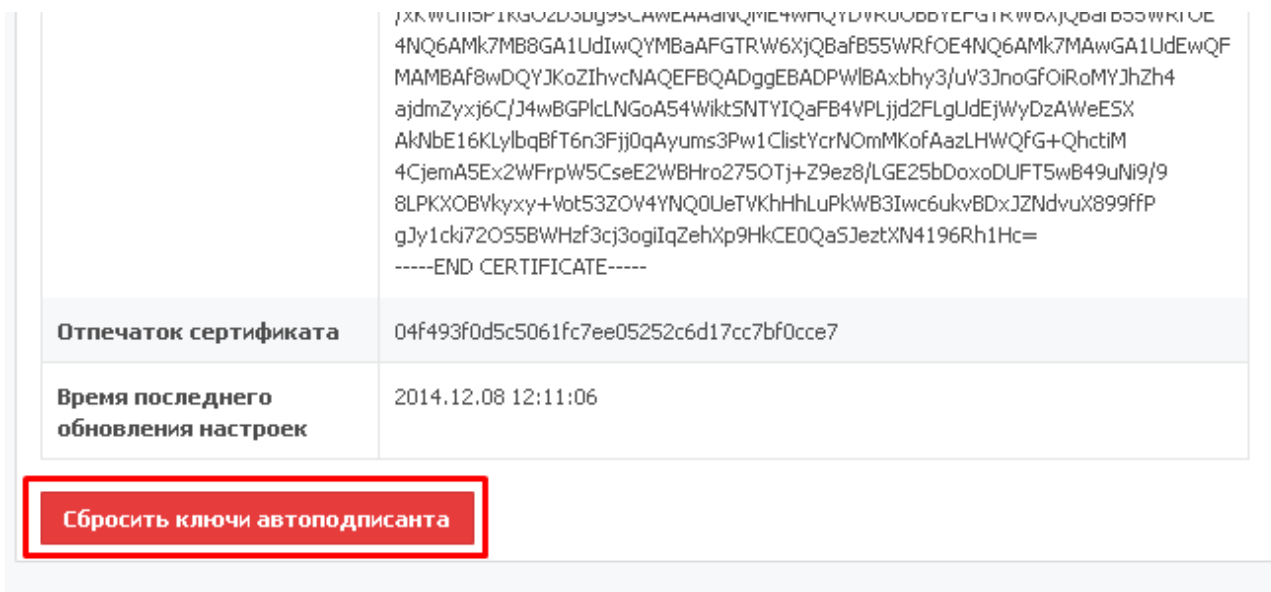 4NQ6AMk7MB8GA1UdIwQYMBaAFGTRW6XjQBafB55WRfOE4NQ6AMk7MAwGA1UdEwQF
MAMBAf8wDQYJKoZIhvcNAQEFBQADggEBADPWlBAxbhy3/uV3JnoGfOiRoMYJhZh4
ajdmZyxj6C/J4wBGPlcLNGoA54WiktSNTYIQaFB4VPLjjd2FLgUdEjWyDzAWeESX
AkNbE16KLylbqBfT6n3Fjj0qAyums3Pw1ClistYcrNOmMKofAazLHWQfG+QhctiM
4CjemA5Ex2WFrpW5CseE2WBHro275OTj+Z9ez8/LGE25bDoxoDUFT5wB49uNi9/9
8LPKXOBVkyxy+Vot53ZOV4YNQ0UeTVKhHhLuPkWB3Iwc6ukvBDxJZNdvuX899ffP
gJy1cki72OS5BWHzf3cj3ogiIqZehXp9HkCE0QaSJeztXN4196Rh1Hc=
-----END CERTIFICATE-----
Отпечаток сертификата 04f493f0d5c5061fc7ee05252c6d17cc7bf0cce7
Время последнего 2014.12.08 12:11:06
обновления настроек
Сбросить ключи автоподписанта